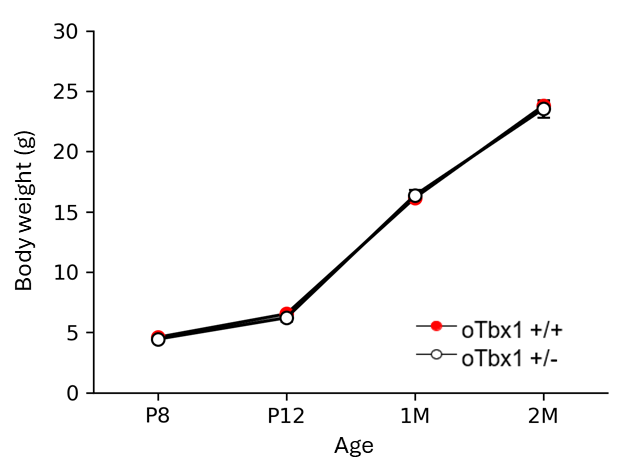 30
25
20
15
10
5
0
Body weight (g)
P8 P12 1M 2M
Age
oTbx1 +/+
oTbx1 +/-